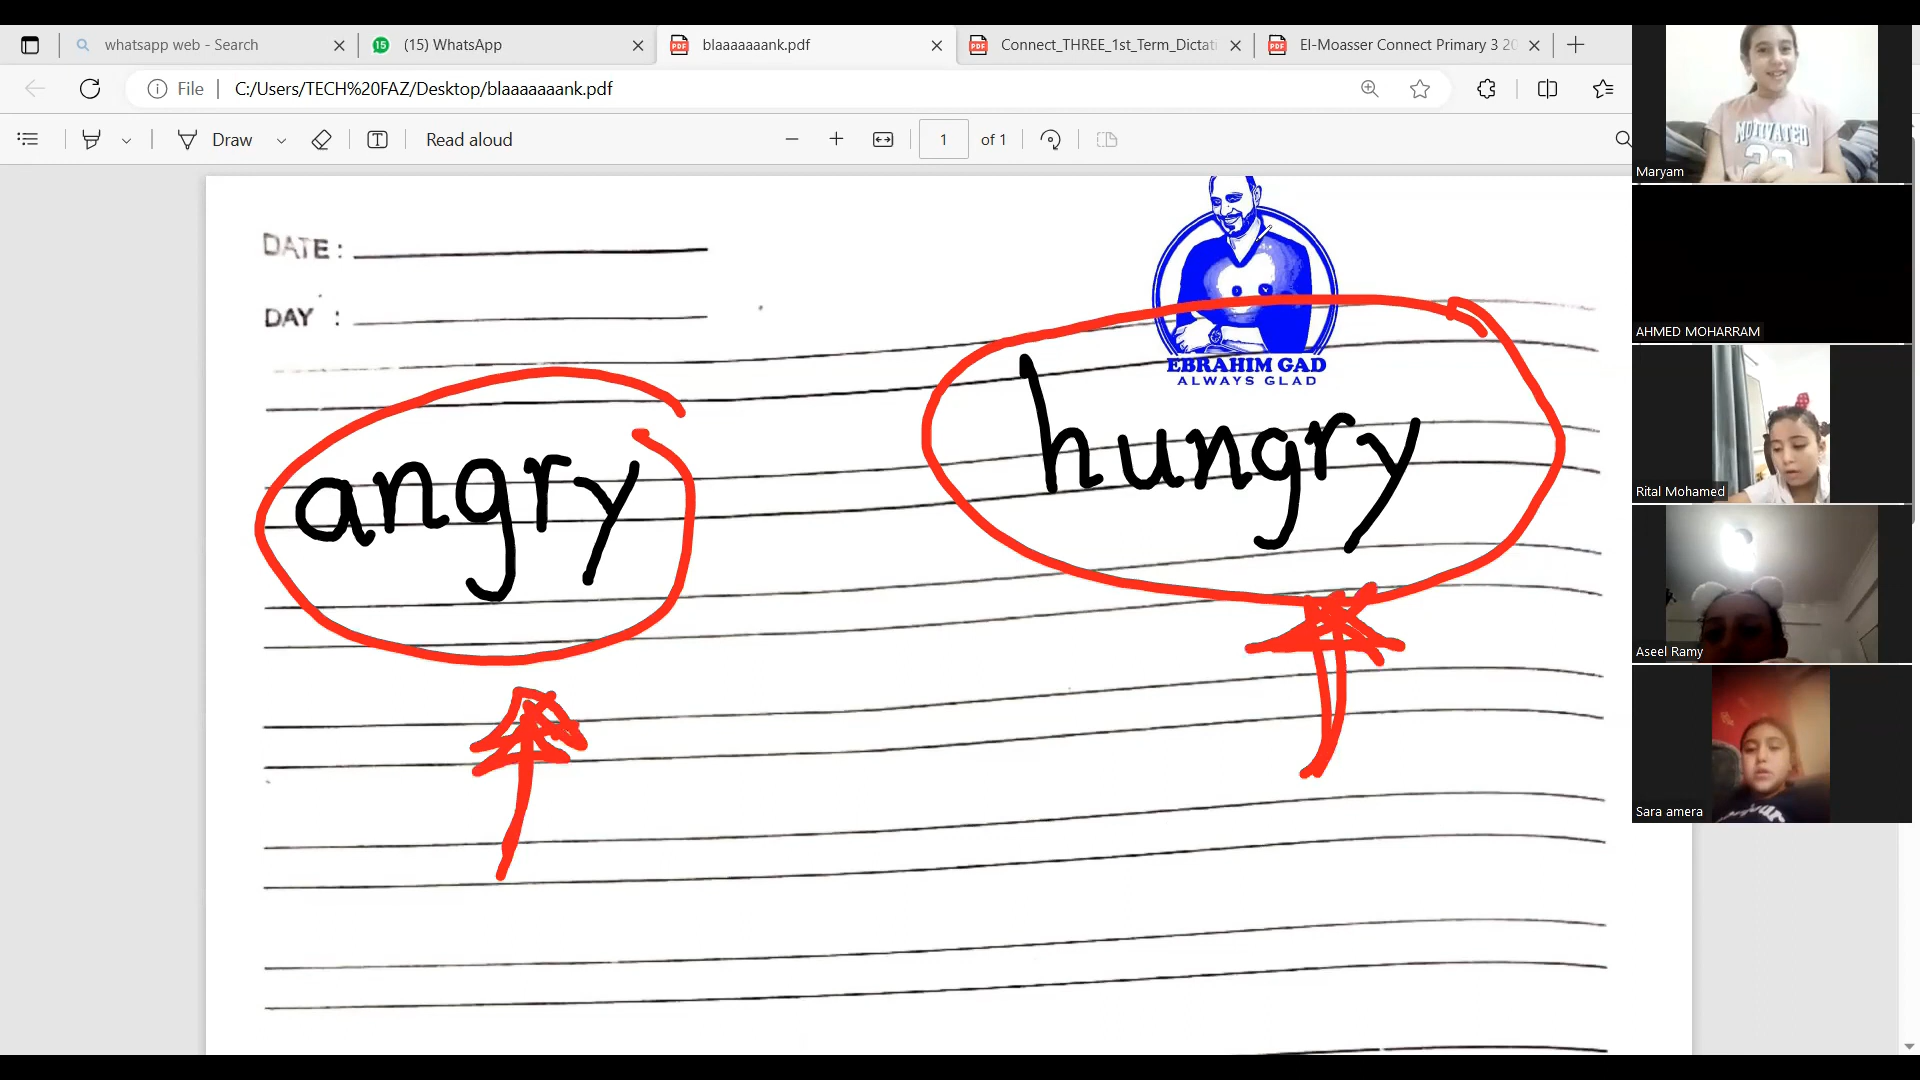 whatsapp web - Search
(15) WhatsApp
blaaaaaaank.pdf
Connect_THREE_1st_Term_Dictati
El-Moasser Connect Primary 3 20
File
C:/Users/TECH%20FAZ/Desktop/blaaaaaaank.pdf
Draw
Read aloud
1
of 1
DATE :
DAY :
EBRAHIM GAD
ALWAYS GLAD
angry
hungry
MOTIVATED
Maryam
AHMED MOHARRAM
Rital Mohamed
Aseel Ramy
Sara amera